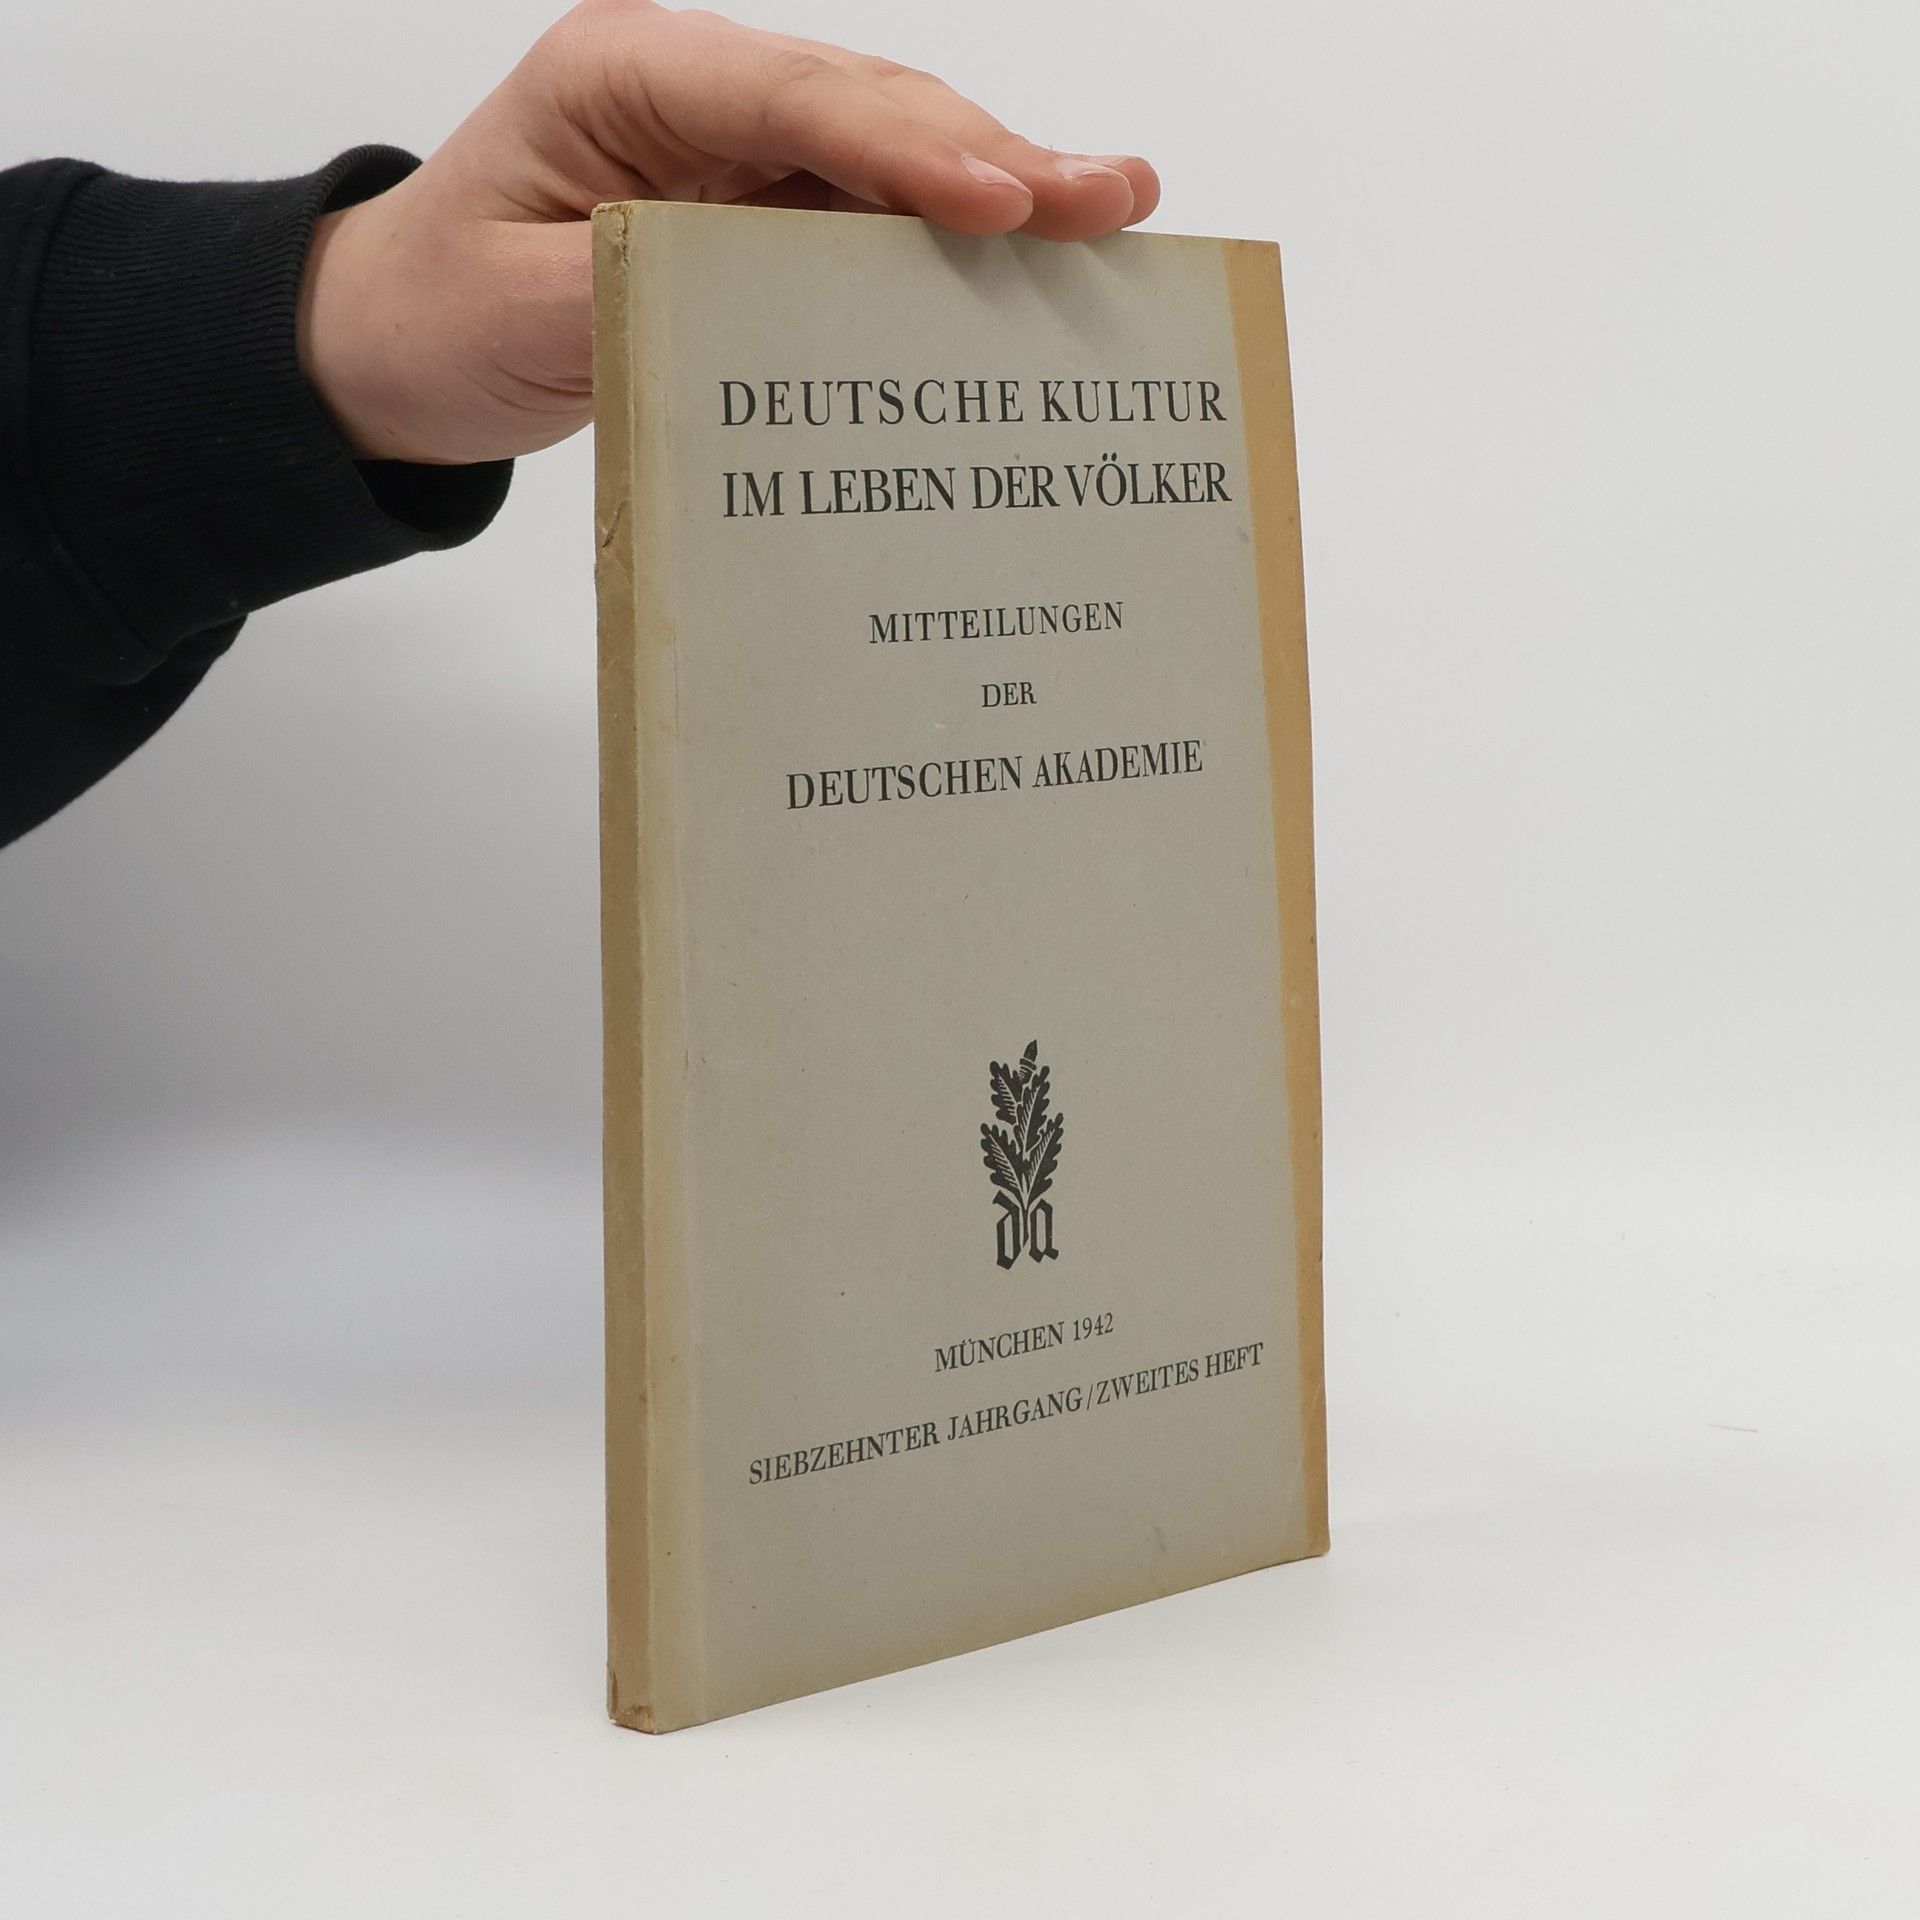 DEUTSCHE KULTUR
IM LEBEN DER VÖLKER
MITTEILUNGEN
DER
DEUTSCHEN AKADEMIE
da
MÜNCHEN 1942
SIEBZEHNTER JAHRGANG/ZWEITES HEFT